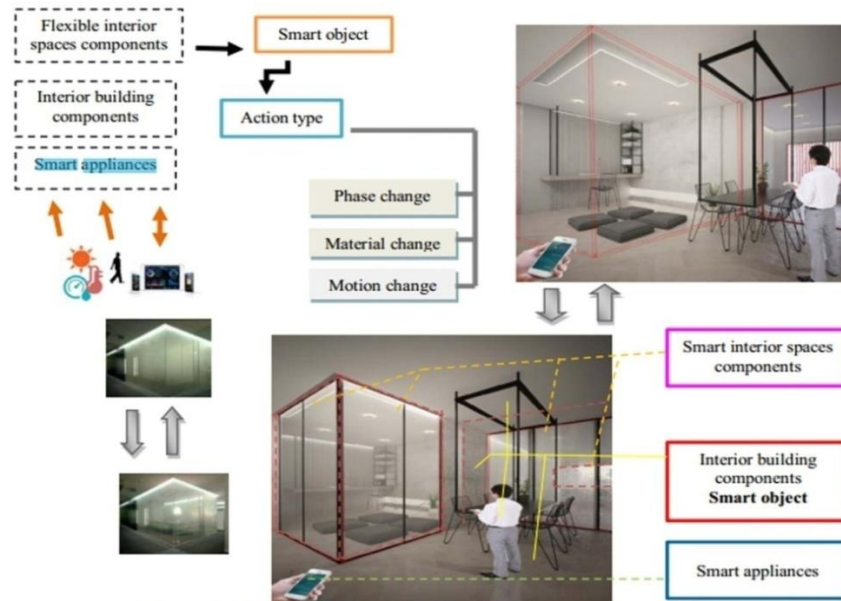 Flexible interior
spaces components
Smart object
Interior building
components
Action type
Smart appliances
Phase change
Material change
Motion change
Smart interior spaces
components
Interior building
components
Smart object
Smart appliances